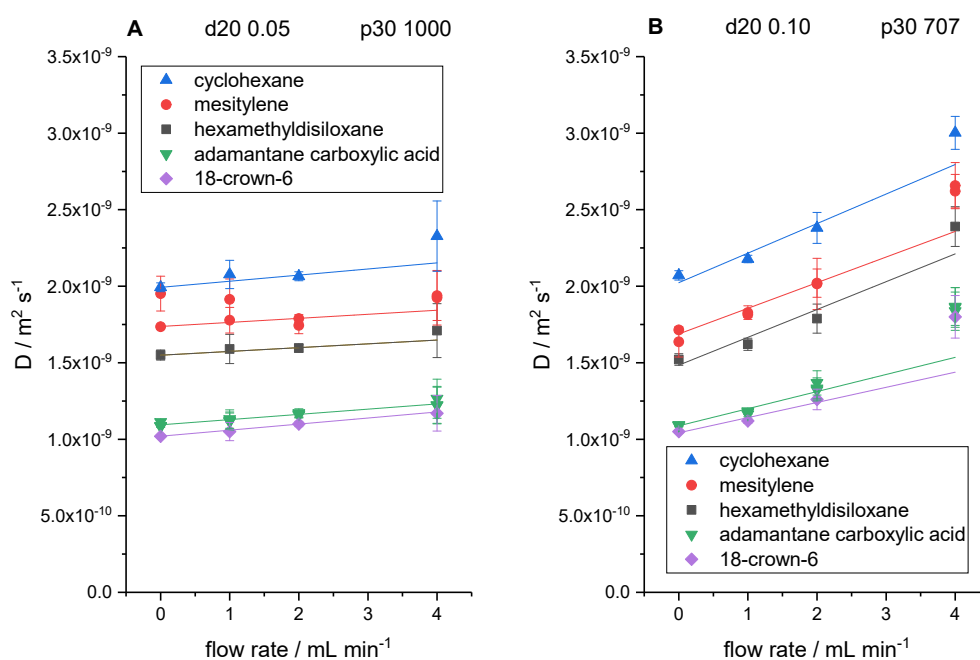 A d20 0.05 p30 1000
3.5x10⁻⁹
3.0x10⁻⁹
2.5x10⁻⁹
2.0x10⁻⁹
1.5x10⁻⁹
1.0x10⁻⁹
5.0x10⁻¹⁰
0.0
D / m² s⁻¹
cyclohexane
mesitylene
hexamethyldisiloxane
adamantane carboxylic acid
18-crown-6
0 1 2 3 4
flow rate / mL min⁻¹
B d20 0.10 p30 707
3.5x10⁻⁹
3.0x10⁻⁹
2.5x10⁻⁹
2.0x10⁻⁹
1.5x10⁻⁹
1.0x10⁻⁹
5.0x10⁻¹⁰
0.0
D / m² s⁻¹
cyclohexane
mesitylene
hexamethyldisiloxane
adamantane carboxylic acid
18-crown-6
0 1 2 3 4
flow rate / mL min⁻¹